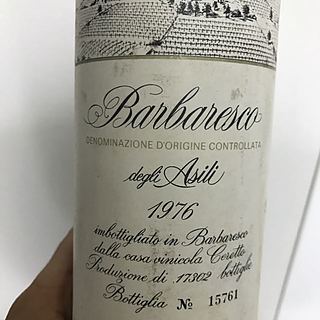 Barbaresco
DENOMINAZIONE D'ORIGINE CONTROLLATA
degli Asili
1976
imbottigliato in Barbaresco
dalla casa vinicola Ceretto
Produzione di 17362 bottiglie
Bottiglia № 15761